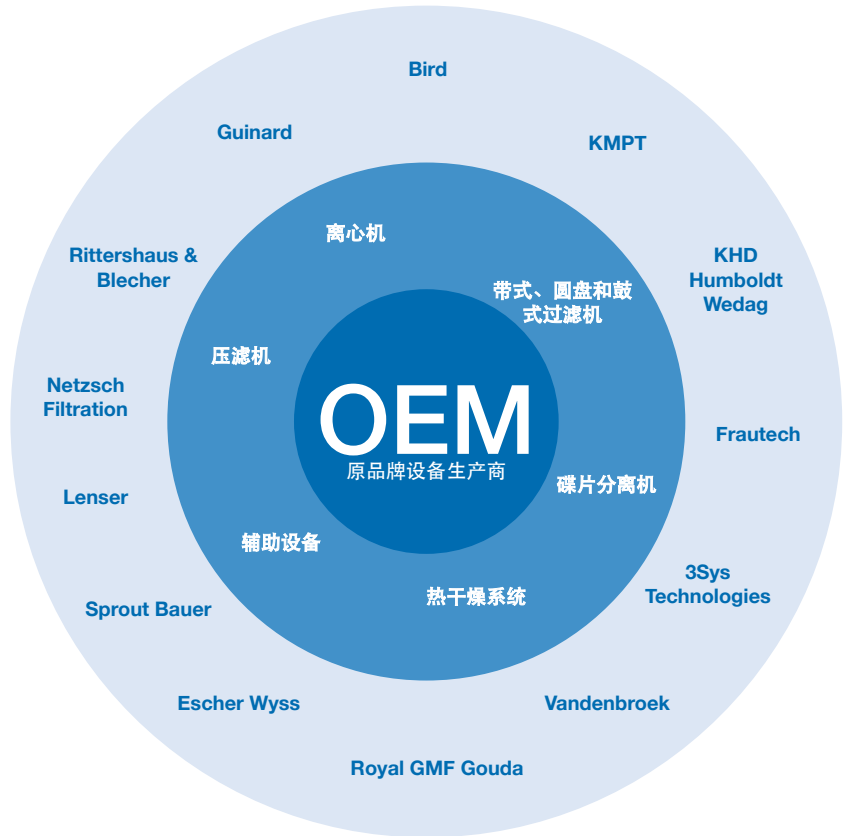 Bird
Guinard
KMPT
离心机
Rittershaus &
Blecher
KHD
Humboldt
Wedag
带式、圆盘和鼓
式过滤机
压滤机
Netzsch
Filtration
OEM
原品牌设备生产商
Frautech
Lenser
碟片分离机
辅助设备
3Sys
Technologies
热干燥系统
Sprout Bauer
Escher Wyss
Vandenbroek
Royal GMF Gouda